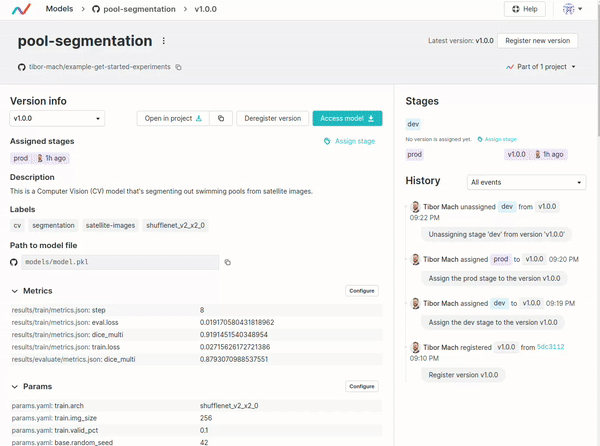 Models > pool-segmentation > v1.0.0
Help
pool-segmentation
Latest version: v1.0.0
Register new version
tibor-mach/example-get-started-experiments
Part of 1 project
Version info
v1.0.0
Open in project
Deregister version
Access model
Assigned stages
Assign stage
prod 1h ago
Description
This is a Computer Vision (CV) model that's segmenting out swimming pools from satellite images.
Labels
cv segmentation satellite-images shufflenet_v2_x2_0
Path to model file
models/model.pkl
Metrics
Configure
results/train/metrics.json: step 8
results/train/metrics.json: eval.loss 0.019170580431818962
results/train/metrics.json: dice_multi 0.9191451540348954
results/train/metrics.json: train.loss 0.02715626172721386
results/evaluate/metrics.json: dice_multi 0.8793070988537551
Params
Configure
params.yaml: train.arch shufflenet_v2_x2_0
params.yaml: train.img_size 256
params.yaml: train.valid_pct 0.1
params.yaml: base.random_seed 42
Stages
dev
No version is assigned yet. Assign stage
prod v1.0.0 1h ago
History
All events
Tibor Mach unassigned dev from v1.0.0
09:22 PM
Unassigning stage 'dev' from version 'v1.0.0'
Tibor Mach assigned prod to v1.0.0 09:20 PM
Assign the prod stage to the version v1.0.0
Tibor Mach assigned dev to v1.0.0 09:19 PM
Assign the dev stage to the version v1.0.0
Tibor Mach registered v1.0.0 from 5dc3112
09:10 PM
Register version v1.0.0